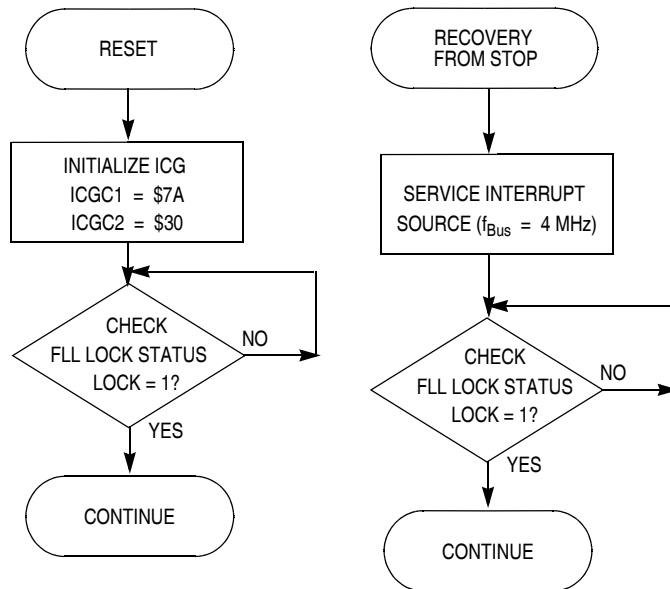 RESET
INITIALIZE ICG
ICGC1 = $7A
ICGC2 = $30
CHECK
FLL LOCK STATUS
LOCK = 1?
NO
YES
CONTINUE
RECOVERY
FROM STOP
SERVICE INTERRUPT
SOURCE (fBus = 4 MHz)
CHECK
FLL LOCK STATUS
LOCK = 1?
NO
YES
CONTINUE